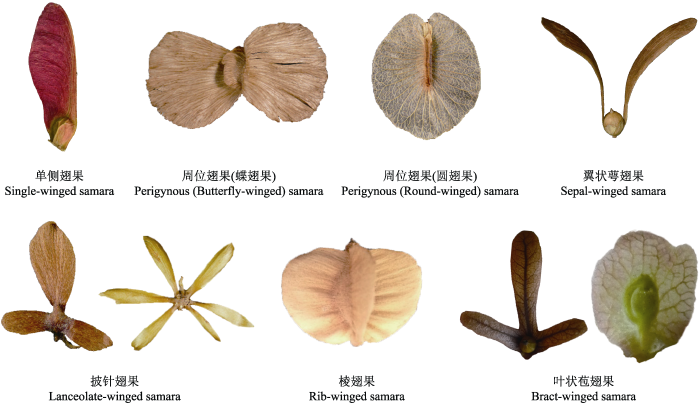 单侧翅果
Single-winged samara
周位翅果(蝶翅果)
Perigynous (Butterfly-winged) samara
周位翅果(圆翅果)
Perigynous (Round-winged) samara
翼状萼翅果
Sepal-winged samara
披针翅果
Lanceolate-winged samara
棱翅果
Rib-winged samara
叶状苞翅果
Bract-winged samara